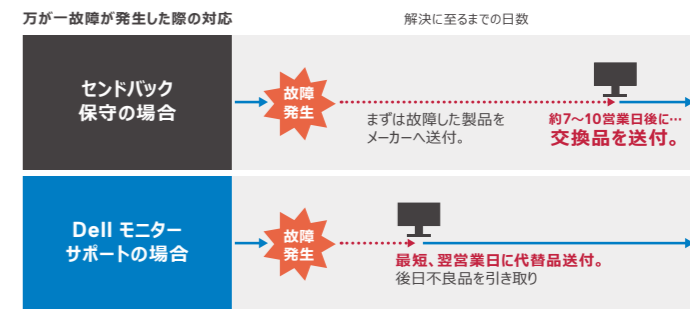 万が一故障が発生した際の対応
解決に至るまでの日数
センドバック
保守の場合
故障
発生
まずは故障した製品を
メーカーへ送付。
約7〜10営業日後に…
交換品を送付。
Dell モニター
サポートの場合
故障
発生
最短、翌営業日に代替品送付。
後日不良品を引き取り